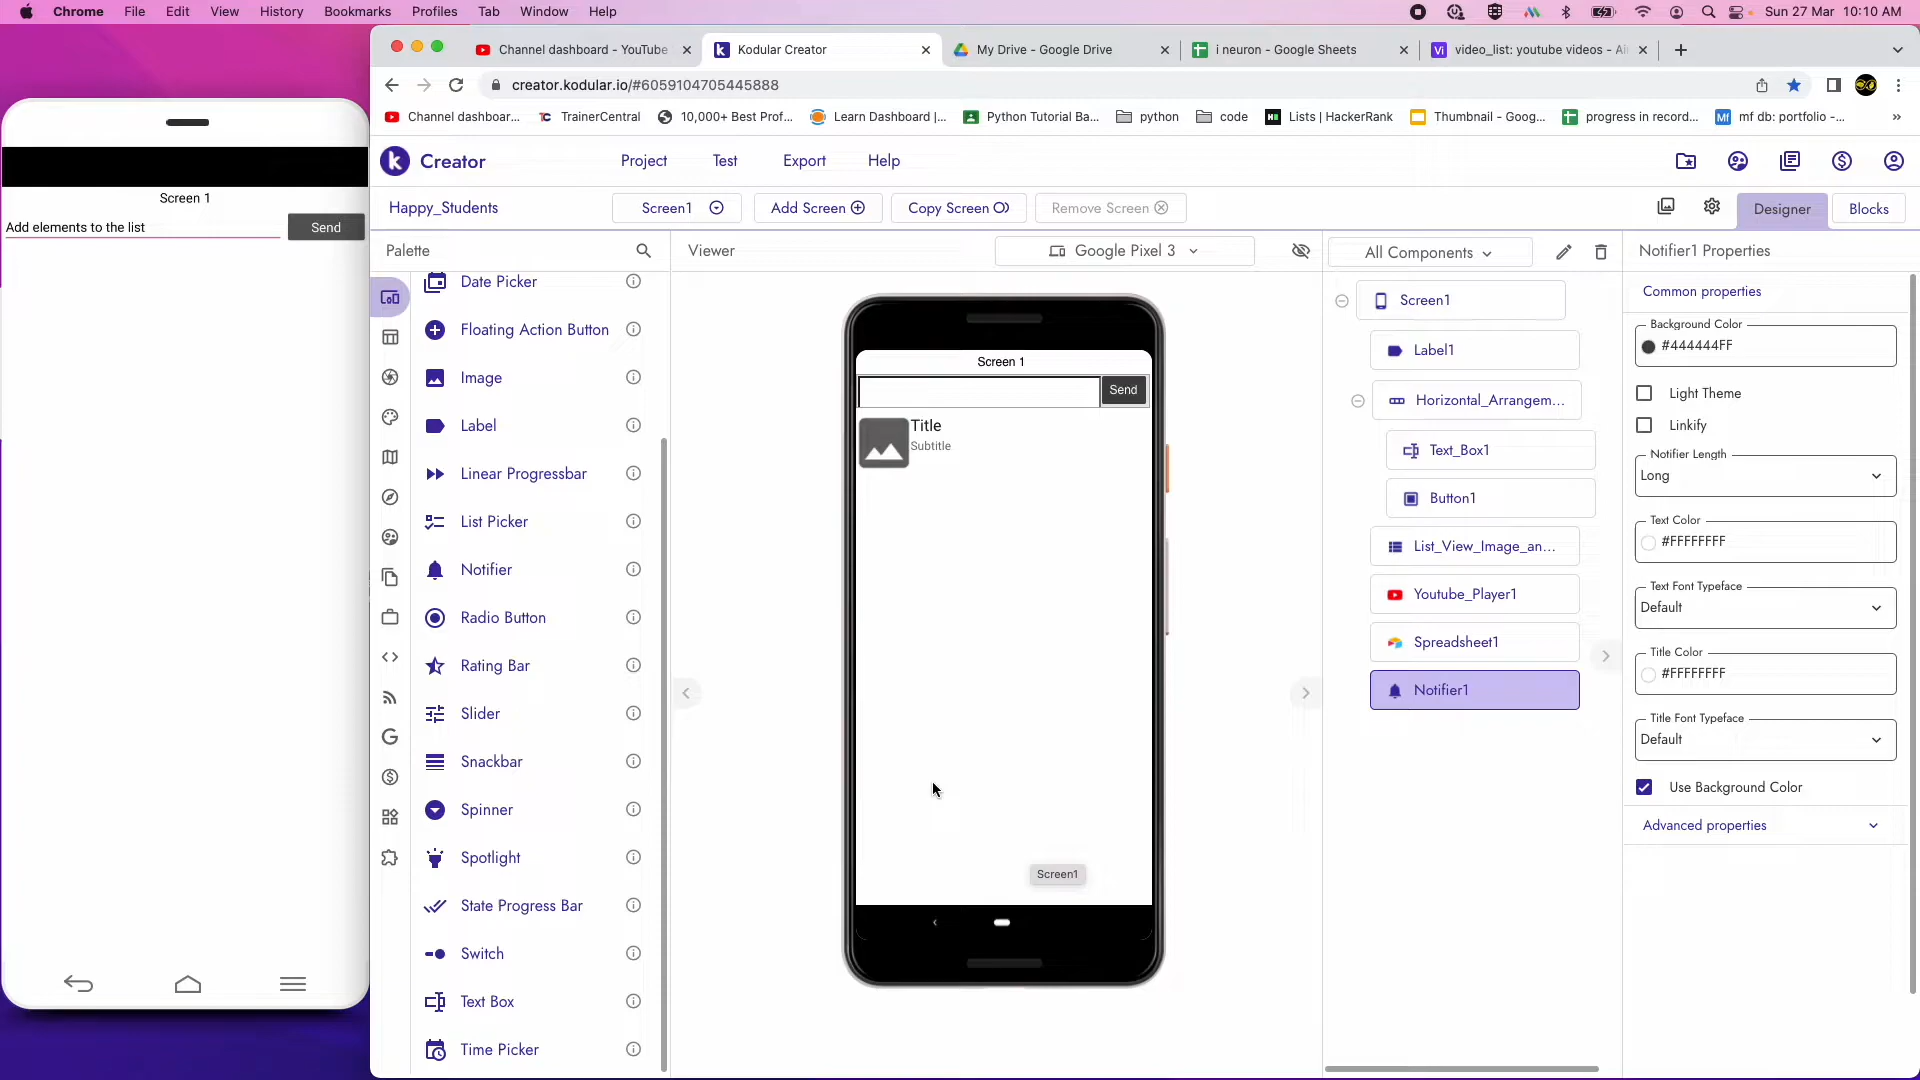 Chrome File Edit View History Bookmarks Profiles Tab Window Help Sun 27 Mar 10:10 AM
Channel dashboard - YouTube
Kodular Creator
My Drive - Google Drive
i neuron - Google Sheets
video_list: youtube videos - Ai
creator.kodular.io/#6059104705445888
Channel dashboar...
TrainerCentral
10,000+ Best Prof...
Learn Dashboard |...
Python Tutorial Ba...
python
code
Lists | HackerRank
Thumbnail - Goog...
progress in record...
mf db: portfolio -...
Creator
Project
Test
Export
Help
Happy_Students
Screen1
Add Screen
Copy Screen
Remove Screen
Designer
Blocks
Screen 1
Add elements to the list
Send
Palette
Date Picker
Floating Action Button
Image
Label
Linear Progressbar
List Picker
Notifier
Radio Button
Rating Bar
Slider
Snackbar
Spinner
Spotlight
State Progress Bar
Switch
Text Box
Time Picker
Viewer
Google Pixel 3
Screen 1
Send
Title
Subtitle
Screen1
All Components
Screen1
Label1
Horizontal_Arrangem...
Text_Box1
Button1
List_View_Image_an...
Youtube_Player1
Spreadsheet1
Notifier1
Notifier1 Properties
Common properties
Background Color
#444444FF
Light Theme
Linkify
Notifier Length
Long
Text Color
#FFFFFFFF
Text Font Typeface
Default
Title Color
#FFFFFFFF
Title Font Typeface
Default
Use Background Color
Advanced properties